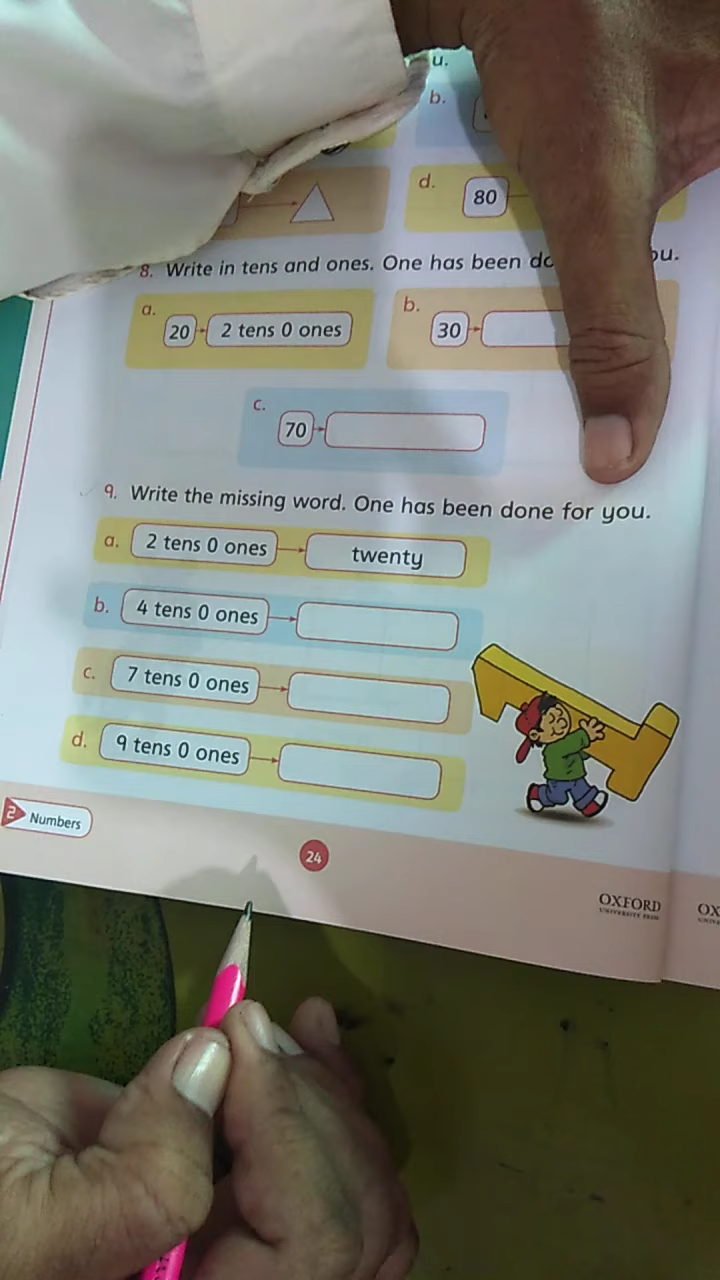 u.
b.
d.
80
8. Write in tens and ones. One has been do ou.
a.
20 2 tens 0 ones
b.
30
c.
70
9. Write the missing word. One has been done for you.
a. 2 tens 0 ones twenty
b. 4 tens 0 ones
c. 7 tens 0 ones
d. 9 tens 0 ones
2 Numbers
24
OXFORD
UNIVERSITY PRESS
OX